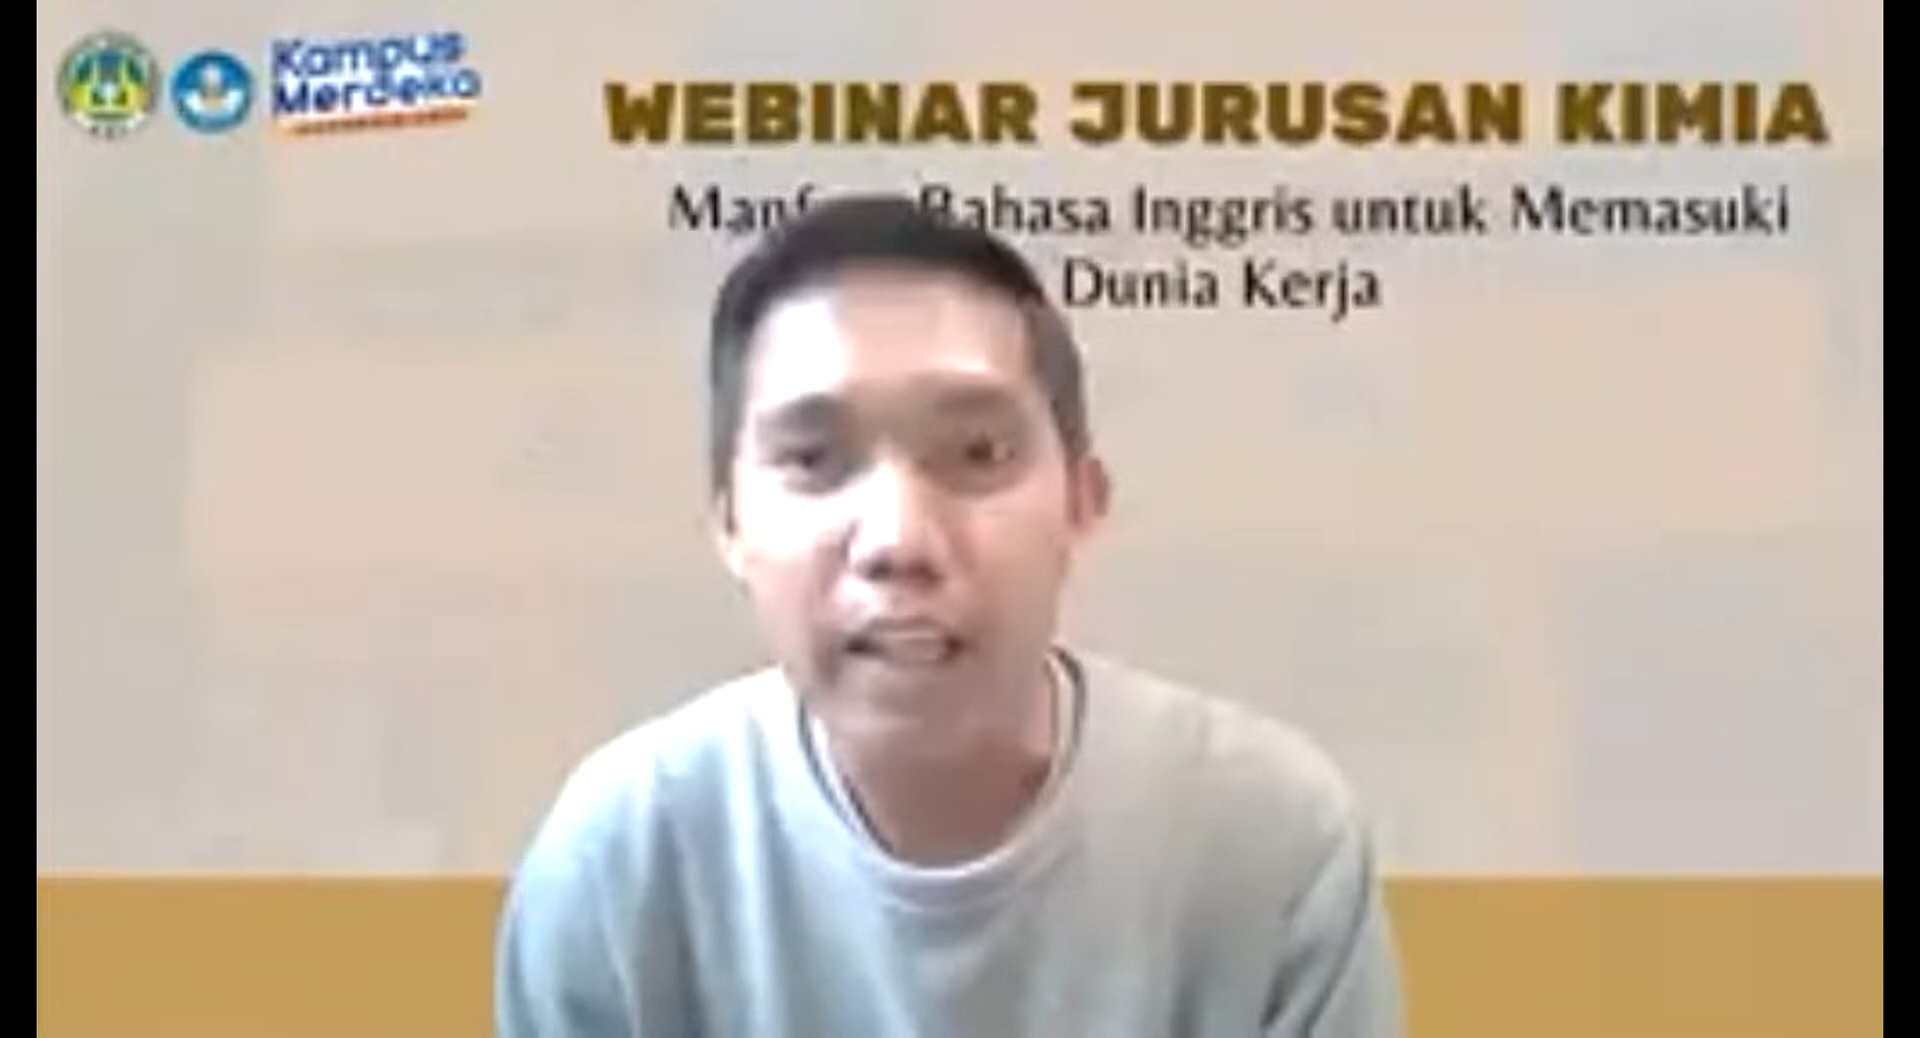 Kampus
Merdeka
WEBINAR JURUSAN KIMIA
Bahasa Inggris untuk Memasuki
Dunia Kerja